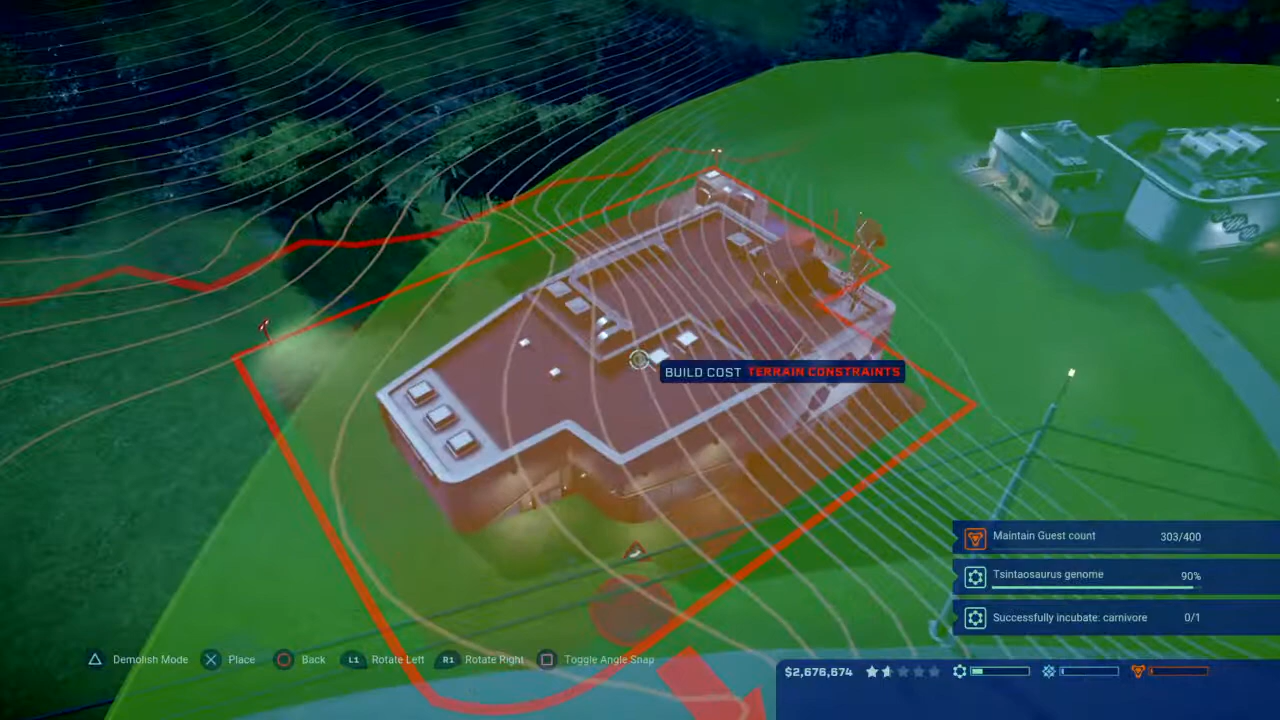 BUILD COST TERRAIN CONSTRAINTS
Maintain Guest count 303/400
Tsintaosaurus genome 90%
Successfully incubate: carnivore 0/1
Demolish Mode Place Back L1 Rotate Left R1 Rotate Right Toggle Angle Snap
$2,676,674